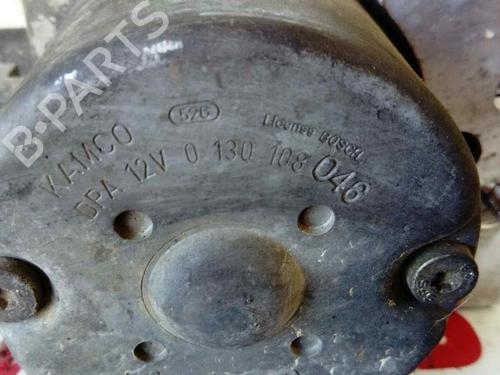 B-PARTS
526
License BOSCH
KAMCO
DPA 12V 0 130 108 046